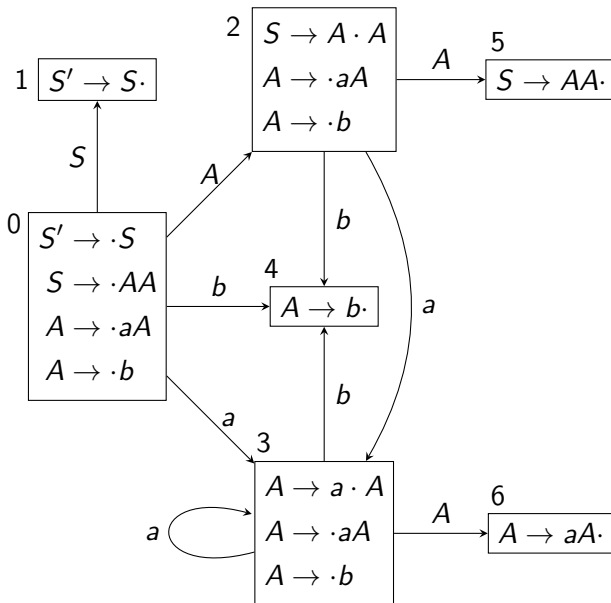 2
S → A · A
A → ·aA
A → ·b
5
S → AA·
A
1
S′ → S·
S
A
b
a
0
S′ → ·S
S → ·AA
A → ·aA
A → ·b
b
4
A → b·
a
b
3
A → a · A
A → ·aA
A → ·b
a
A
6
A → aA·